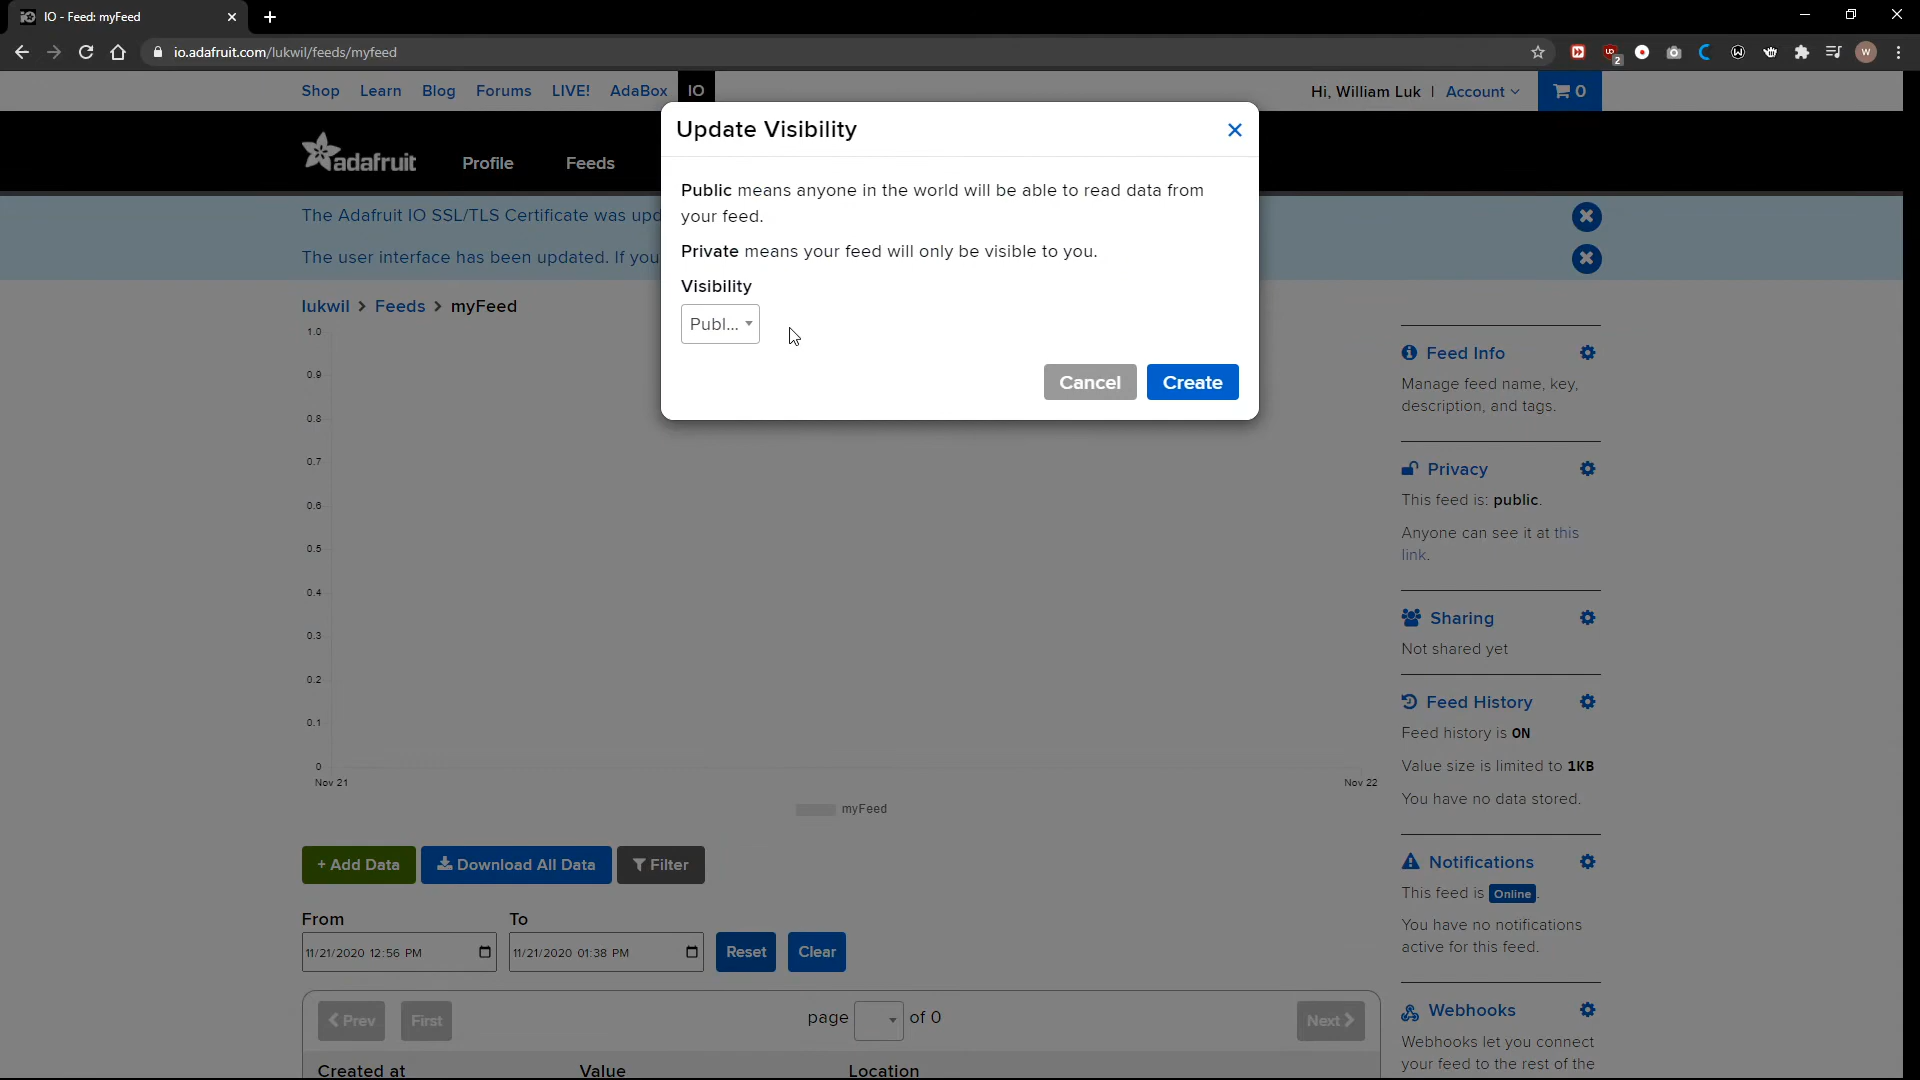 IO - Feed: myFeed
io.adafruit.com/lukwil/feeds/myfeed
2
W
Shop Learn Blog Forums LIVE! AdaBox IO
Hi, William Luk | Account 0
adafruit Profile Feeds
The Adafruit IO SSL/TLS Certificate was upd
The user interface has been updated. If you
Update Visibility
Public means anyone in the world will be able to read data from
your feed.
Private means your feed will only be visible to you.
Visibility
Publ...
Cancel Create
lukwil > Feeds > myFeed
1.0
0.9
0.8
0.7
0.6
0.5
0.4
0.3
0.2
0.1
0
Nov 21 Nov 22
myFeed
+ Add Data Download All Data Filter
From To
11/21/2020 12:56 PM 11/21/2020 01:38 PM Reset Clear
Prev First page of 0 Next
Created at Value Location
Feed Info
Manage feed name, key,
description, and tags.
Privacy
This feed is: public.
Anyone can see it at this
link.
Sharing
Not shared yet
Feed History
Feed history is ON
Value size is limited to 1KB
You have no data stored.
Notifications
This feed is Online.
You have no notifications
active for this feed.
Webhooks
Webhooks let you connect
your feed to the rest of the